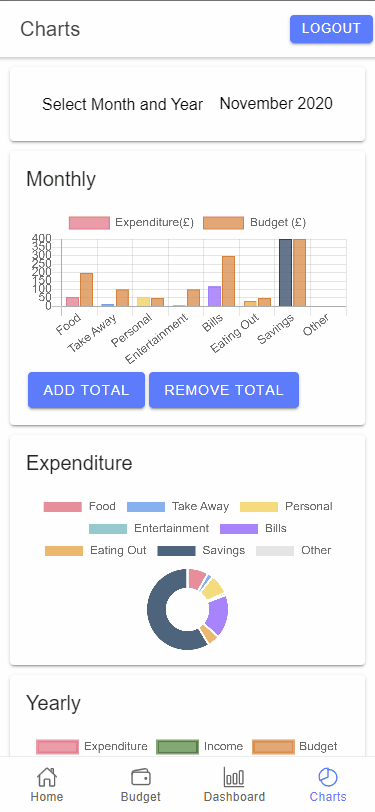 Charts
LOGOUT
Select Month and Year November 2020
Monthly
Expenditure(£) Budget (£)
400
350
300
250
200
150
100
50
0
Food Take Away Personal Entertainment Bills Eating Out Savings Other
ADD TOTAL REMOVE TOTAL
Expenditure
Food Take Away Personal
Entertainment Bills
Eating Out Savings Other
Yearly
Expenditure Income Budget
Home Budget Dashboard Charts